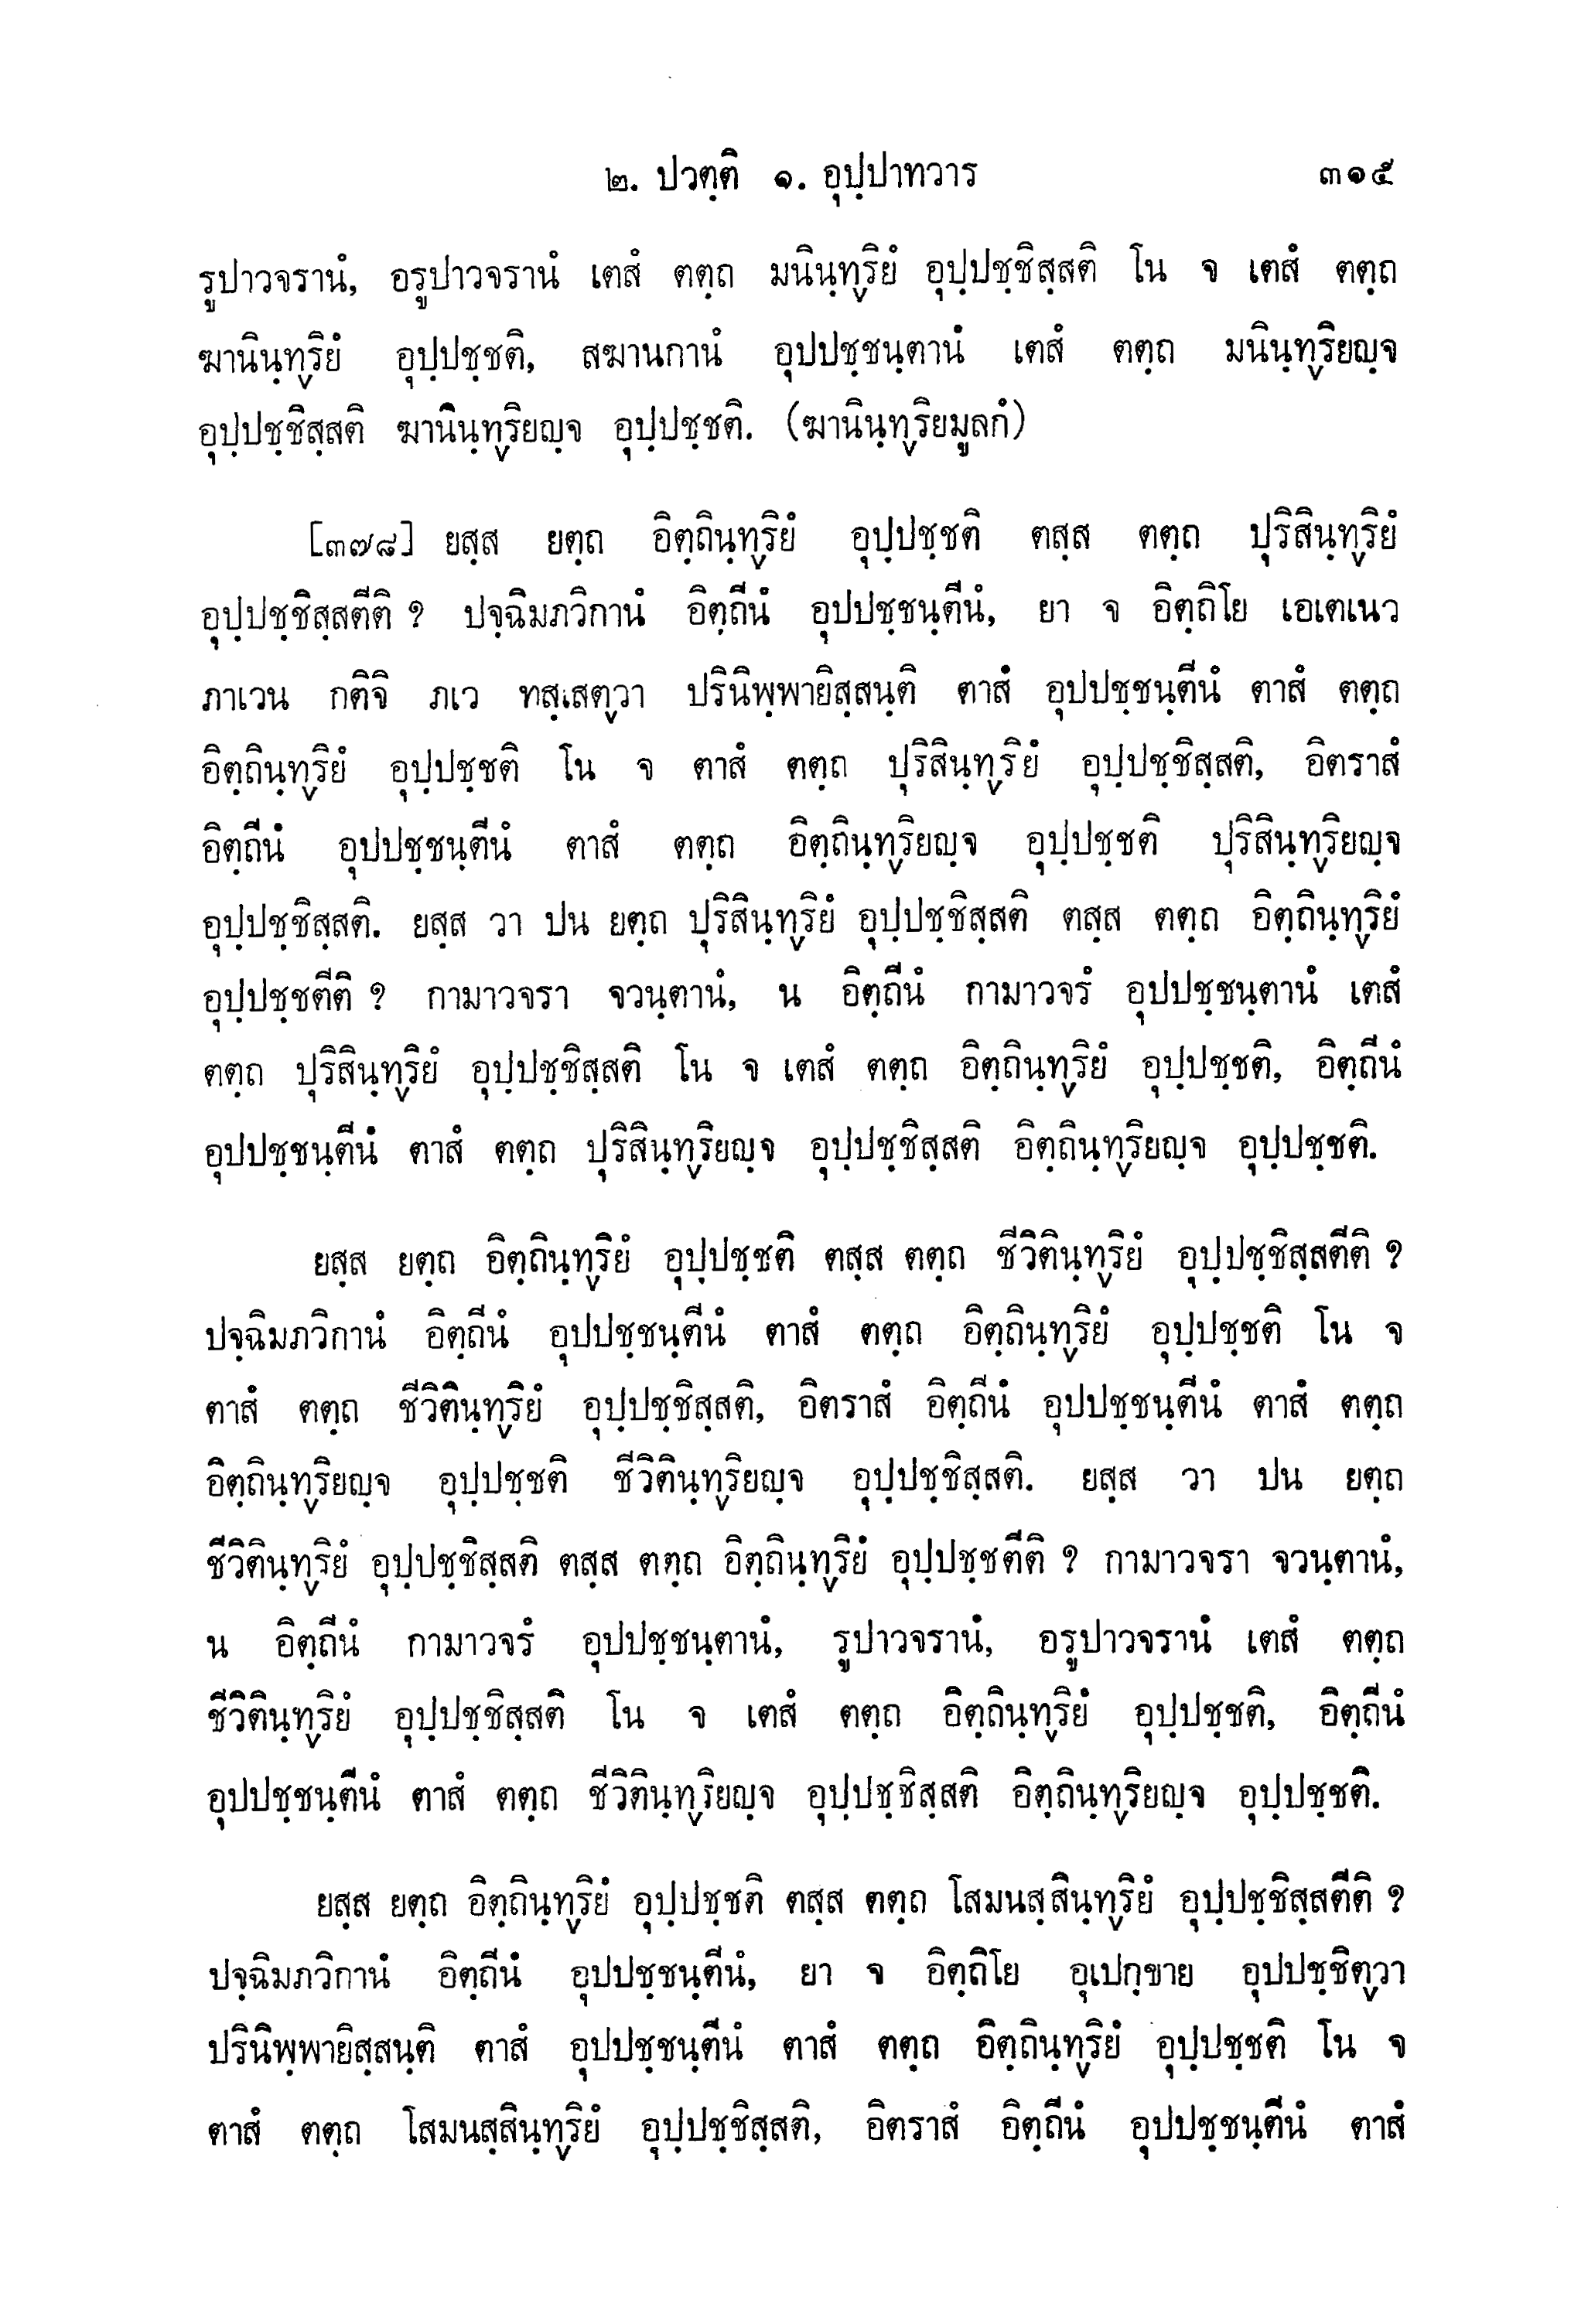 ๒. ปวตฺติ ๑. อุปฺปาทวาร ๓๑๕
รูปาวจรานํ, อรูปาวจรานํ เตสํ ตตฺถ มนินฺทฺริยํ อุปฺปชฺชิสฺสติ โน จ เตสํ ตตฺถ
ฆานินฺทฺริยํ อุปฺปชฺชติ, สฆานกานํ อุปปชฺชนฺตานํ เตสํ ตตฺถ มนินฺทฺริยญฺจ
อุปฺปชฺชิสฺสติ ฆานินฺทฺริยญฺจ อุปฺปชฺชติ. (ฆานินฺทฺริยมูลกํ)
[๓๗๘] ยสฺส ยตฺถ อิตฺถินฺทฺริยํ อุปฺปชฺชติ ตสฺส ตตฺถ ปุริสินฺทฺริยํ
อุปฺปชฺชิสฺสตีติ ? ปจฺฉิมภวิกานํ อิตฺถีนํ อุปปชฺชนฺตีนํ, ยา จ อิตฺถิโย เอเตเนว
ภาเวน กติจิ ภเว ทสฺเสตฺวา ปรินิพฺพายิสฺสนฺติ ตาสํ อุปปชฺชนฺตีนํ ตาสํ ตตฺถ
อิตฺถินฺทฺริยํ อุปฺปชฺชติ โน จ ตาสํ ตตฺถ ปุริสินฺทฺริยํ อุปฺปชฺชิสฺสติ, อิตราสํ
อิตฺถีนํ อุปปชฺชนฺตีนํ ตาสํ ตตฺถ อิตฺถินฺทฺริยญฺจ อุปฺปชฺชติ ปุริสินฺทฺริยญฺจ
อุปฺปชฺชิสฺสติ. ยสฺส วา ปน ยตฺถ ปุริสินฺทฺริยํ อุปฺปชฺชิสฺสติ ตสฺส ตตฺถ อิตฺถินฺทฺริยํ
อุปฺปชฺชตีติ ? กามาวจรา จวนฺตานํ, น อิตฺถีนํ กามาวจรํ อุปปชฺชนฺตานํ เตสํ
ตตฺถ ปุริสินฺทฺริยํ อุปฺปชฺชิสฺสติ โน จ เตสํ ตตฺถ อิตฺถินฺทฺริยํ อุปฺปชฺชติ, อิตฺถีนํ
อุปปชฺชนฺตีนํ ตาสํ ตตฺถ ปุริสินฺทฺริยญฺจ อุปฺปชฺชิสฺสติ อิตฺถินฺทฺริยญฺจ อุปฺปชฺชติ.
ยสฺส ยตฺถ อิตฺถินฺทฺริยํ อุปฺปชฺชติ ตสฺส ตตฺถ ชีวิตินฺทฺริยํ อุปฺปชฺชิสฺสตีติ ?
ปจฺฉิมภวิกานํ อิตฺถีนํ อุปปชฺชนฺตีนํ ตาสํ ตตฺถ อิตฺถินฺทฺริยํ อุปฺปชฺชติ โน จ
ตาสํ ตตฺถ ชีวิตินฺทฺริยํ อุปฺปชฺชิสฺสติ, อิตราสํ อิตฺถีนํ อุปปชฺชนฺตีนํ ตาสํ ตตฺถ
อิตฺถินฺทฺริยญฺจ อุปฺปชฺชติ ชีวิตินฺทฺริยญฺจ อุปฺปชฺชิสฺสติ. ยสฺส วา ปน ยตฺถ
ชีวิตินฺทฺริยํ อุปฺปชฺชิสฺสติ ตสฺส ตตฺถ อิตฺถินฺทฺริยํ อุปฺปชฺชตีติ ? กามาวจรา จวนฺตานํ,
น อิตฺถีนํ กามาวจรํ อุปปชฺชนฺตานํ, รูปาวจรานํ, อรูปาวจรานํ เตสํ ตตฺถ
ชีวิตินฺทฺริยํ อุปฺปชฺชิสฺสติ โน จ เตสํ ตตฺถ อิตฺถินฺทฺริยํ อุปฺปชฺชติ, อิตฺถีนํ
อุปปชฺชนฺตีนํ ตาสํ ตตฺถ ชีวิตินฺทฺริยญฺจ อุปฺปชฺชิสฺสติ อิตฺถินฺทฺริยญฺจ อุปฺปชฺชติ.
ยสฺส ยตฺถ อิตฺถินฺทฺริยํ อุปฺปชฺชติ ตสฺส ตตฺถ โสมนสฺสินฺทฺริยํ อุปฺปชฺชิสฺสตีติ ?
ปจฺฉิมภวิกานํ อิตฺถีนํ อุปปชฺชนฺตีนํ, ยา จ อิตฺถิโย อุเปกฺขาย อุปปชฺชิตฺวา
ปรินิพฺพายิสฺสนฺติ ตาสํ อุปปชฺชนฺตีนํ ตาสํ ตตฺถ อิตฺถินฺทฺริยํ อุปฺปชฺชติ โน จ
ตาสํ ตตฺถ โสมนสฺสินฺทฺริยํ อุปฺปชฺชิสฺสติ, อิตราสํ อิตฺถีนํ อุปปชฺชนฺตีนํ ตาสํ